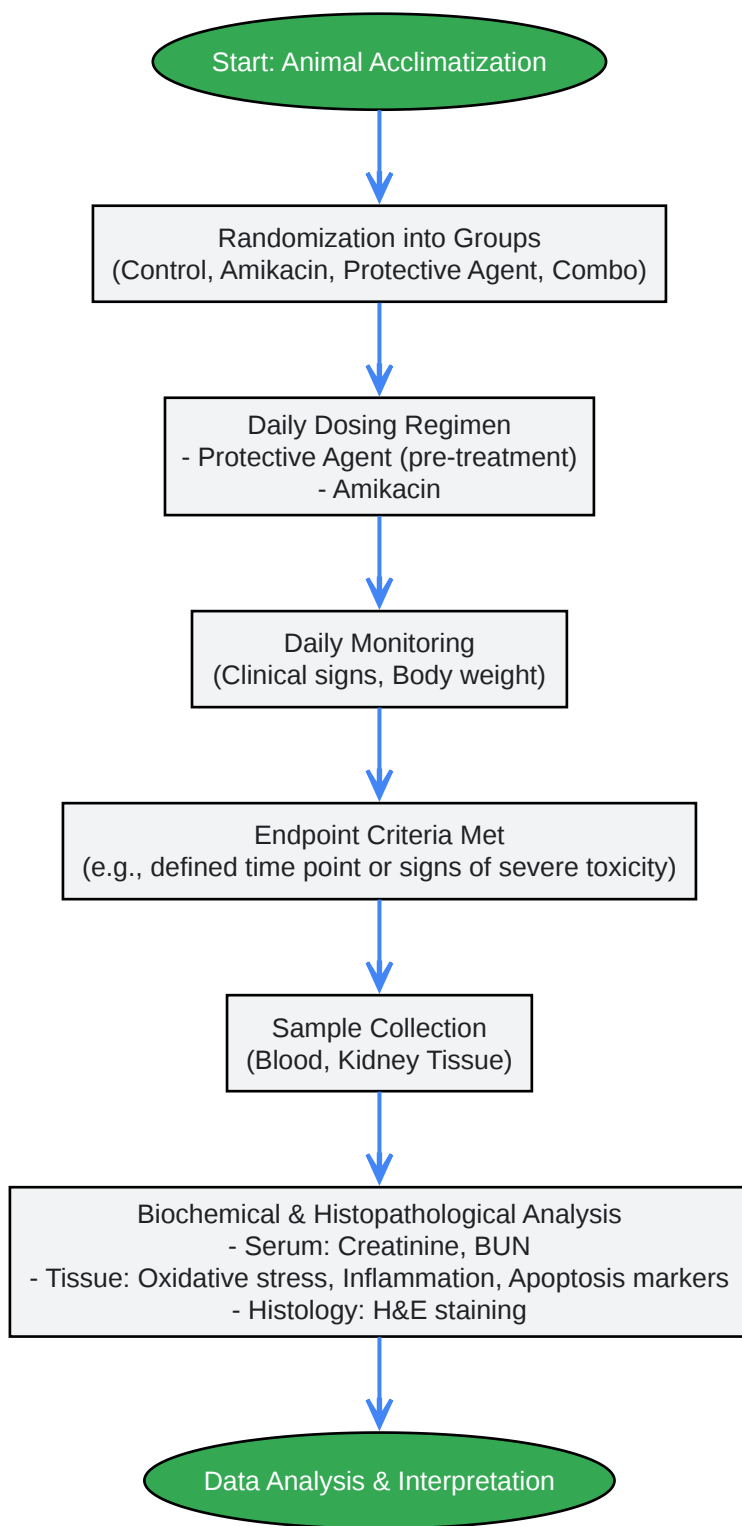 Start: Animal Acclimatization
Randomization into Groups
(Control, Amikacin, Protective Agent, Combo)
Daily Dosing Regimen
- Protective Agent (pre-treatment)
- Amikacin
Daily Monitoring
(Clinical signs, Body weight)
Endpoint Criteria Met
(e.g., defined time point or signs of severe toxicity)
Sample Collection
(Blood, Kidney Tissue)
Biochemical & Histopathological Analysis
- Serum: Creatinine, BUN
- Tissue: Oxidative stress, Inflammation, Apoptosis markers
- Histology: H&E staining
Data Analysis & Interpretation